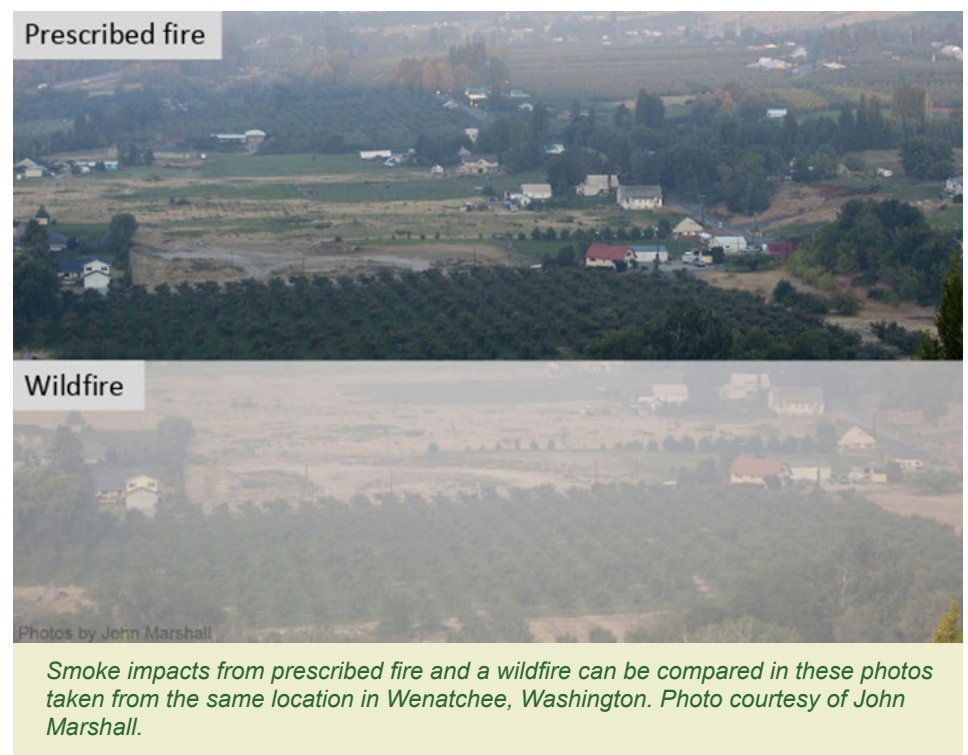 Prescribed fire
Wildfire
Photos by John Marshall
Smoke impacts from prescribed fire and a wildfire can be compared in these photos
taken from the same location in Wenatchee, Washington. Photo courtesy of John
Marshall.